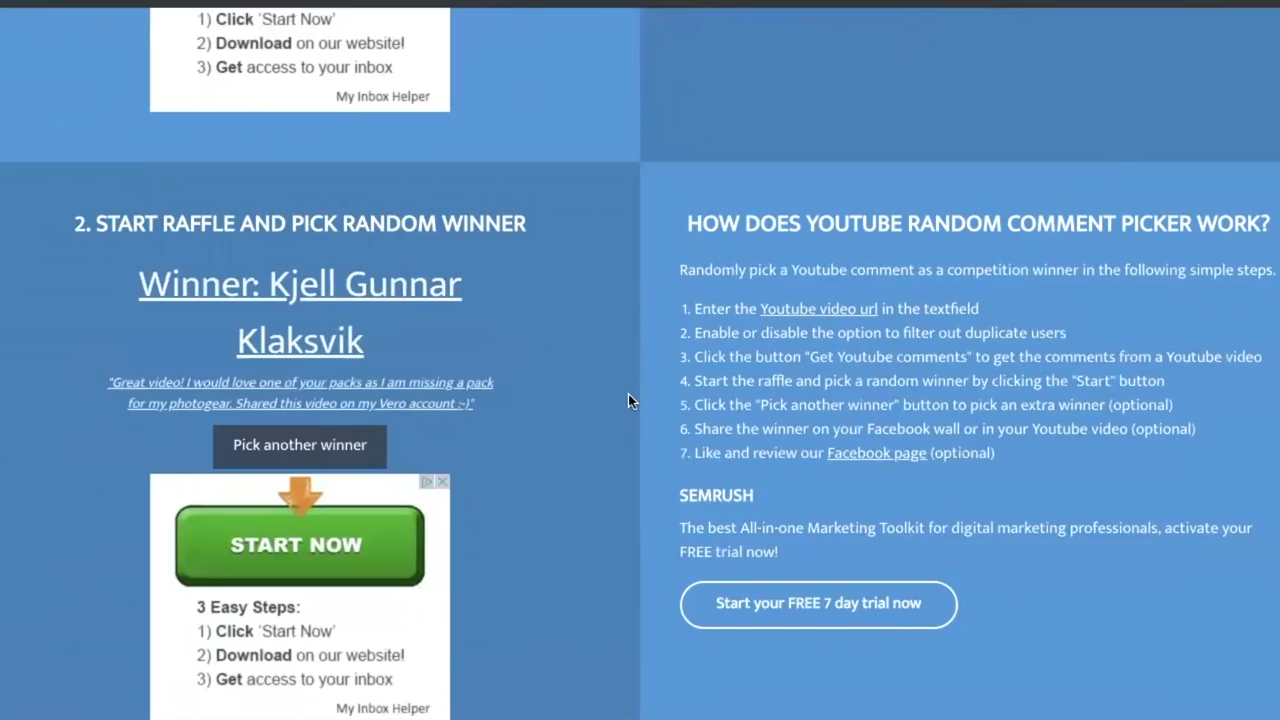 1) Click 'Start Now'
2) Download on our website!
3) Get access to your inbox
My Inbox Helper
2. START RAFFLE AND PICK RANDOM WINNER
Winner: Kjell Gunnar
Klaksvik
"Great video! I would love one of your packs as I am missing a pack
for my photogear. Shared this video on my Vero account :-)"
Pick another winner
START NOW
3 Easy Steps:
1) Click 'Start Now'
2) Download on our website!
3) Get access to your inbox
My Inbox Helper
HOW DOES YOUTUBE RANDOM COMMENT PICKER WORK?
Randomly pick a Youtube comment as a competition winner in the following simple steps.
1. Enter the Youtube video url in the textfield
2. Enable or disable the option to filter out duplicate users
3. Click the button "Get Youtube comments" to get the comments from a Youtube video
4. Start the raffle and pick a random winner by clicking the "Start" button
5. Click the "Pick another winner" button to pick an extra winner (optional)
6. Share the winner on your Facebook wall or in your Youtube video (optional)
7. Like and review our Facebook page (optional)
SEMRUSH
The best All-in-one Marketing Toolkit for digital marketing professionals, activate your
FREE trial now!
Start your FREE 7 day trial now